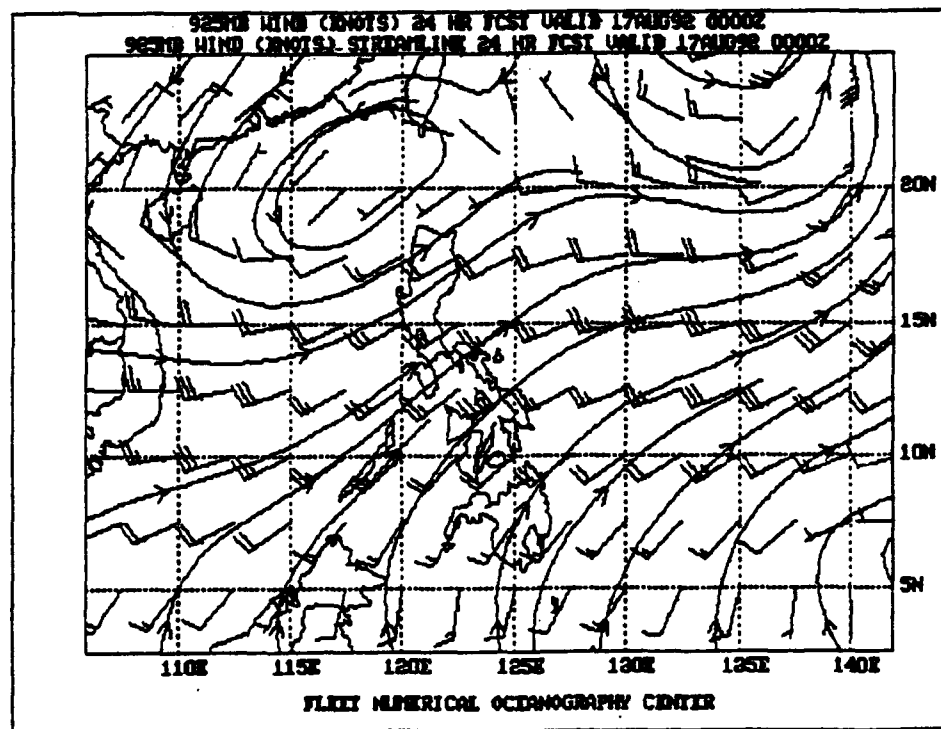 925MB WIND (KNOTS) 24 HR FCST VALID 17AUG92 0000Z
925MB WIND (KNOTS)-STREAMLINE 24 HR FCST VALID 17AUG92 0000Z
20N
15N
10N
5N
110E 115E 120E 125E 130E 135E 140E
FLEET NUMERICAL OCEANOGRAPHY CENTER